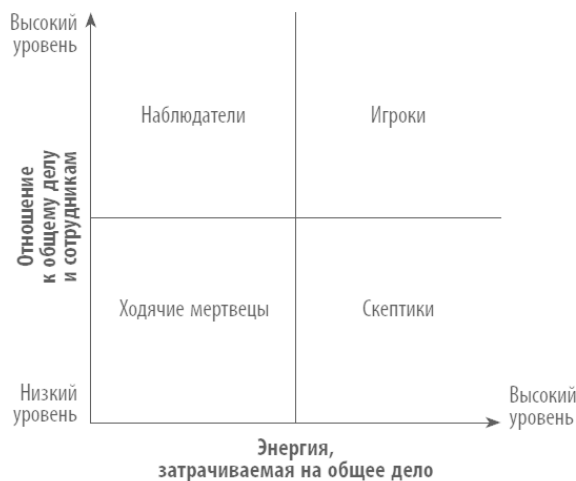 Высокий
уровень
Наблюдатели
Игроки
Отношение
к общему делу
и сотрудникам
Ходячие мертвецы
Скептики
Низкий
уровень
Высокий
уровень
Энергия,
затрачиваемая на общее дело